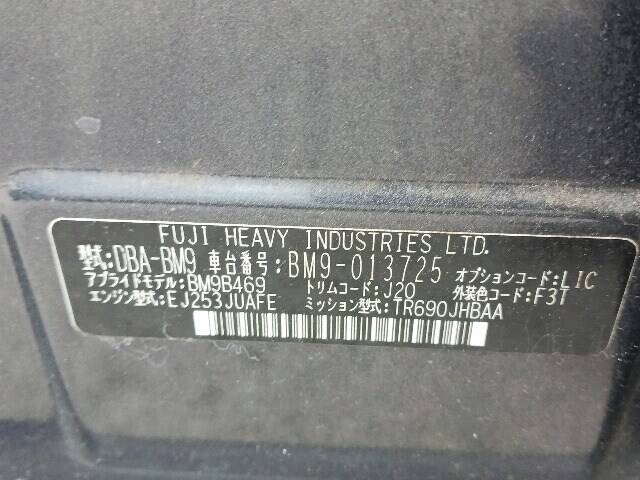 FUJI HEAVY INDUSTRIES LTD.
型式:DBA-BM9 車台番号:BM9-013725 オプションコード:LIC
アプライドモデル:BM9B469 トリムコード:J20 外装色コード:F3T
エンジン型式:EJ253JUAFE ミッション型式:TR690JHBAA